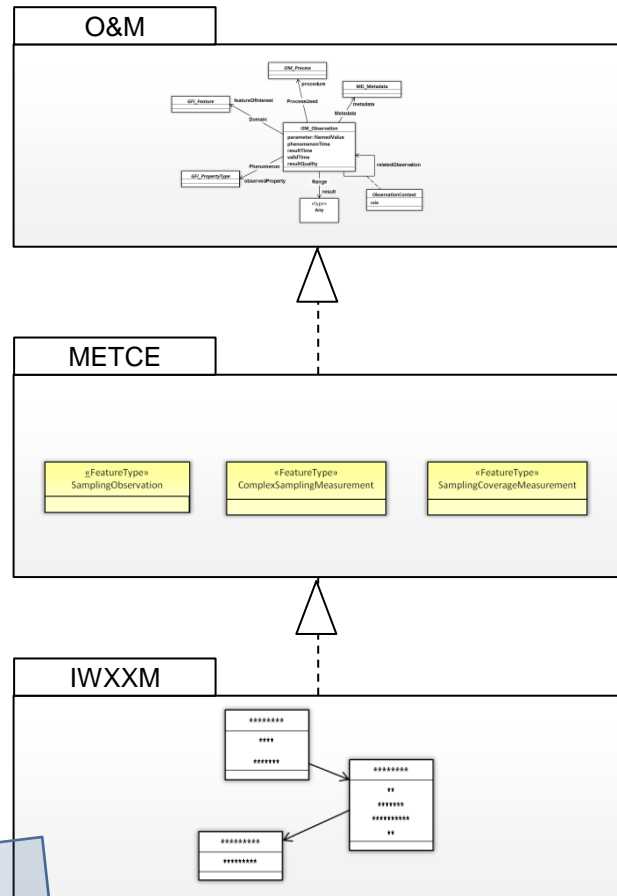 O&M
OM_Process
procedure
MD_Metadata
GFI_Feature
featureOfInterest
ProcessUsed
metadata
Metadata
Domain
OM_Observation
parameter:NamedValue
phenomenonTime
resultTime
validTime
resultQuality
Phenomenon
relatedObservation
GFI_PropertyType
observedProperty
Range
result
ObservationContext
role
«type»
Any
METCE
«FeatureType»
SamplingObservation
«FeatureType»
ComplexSamplingMeasurement
«FeatureType»
SamplingCoverageMeasurement
IWXXM
********
****
*******
********
**
*******
**********
**
*********
*********